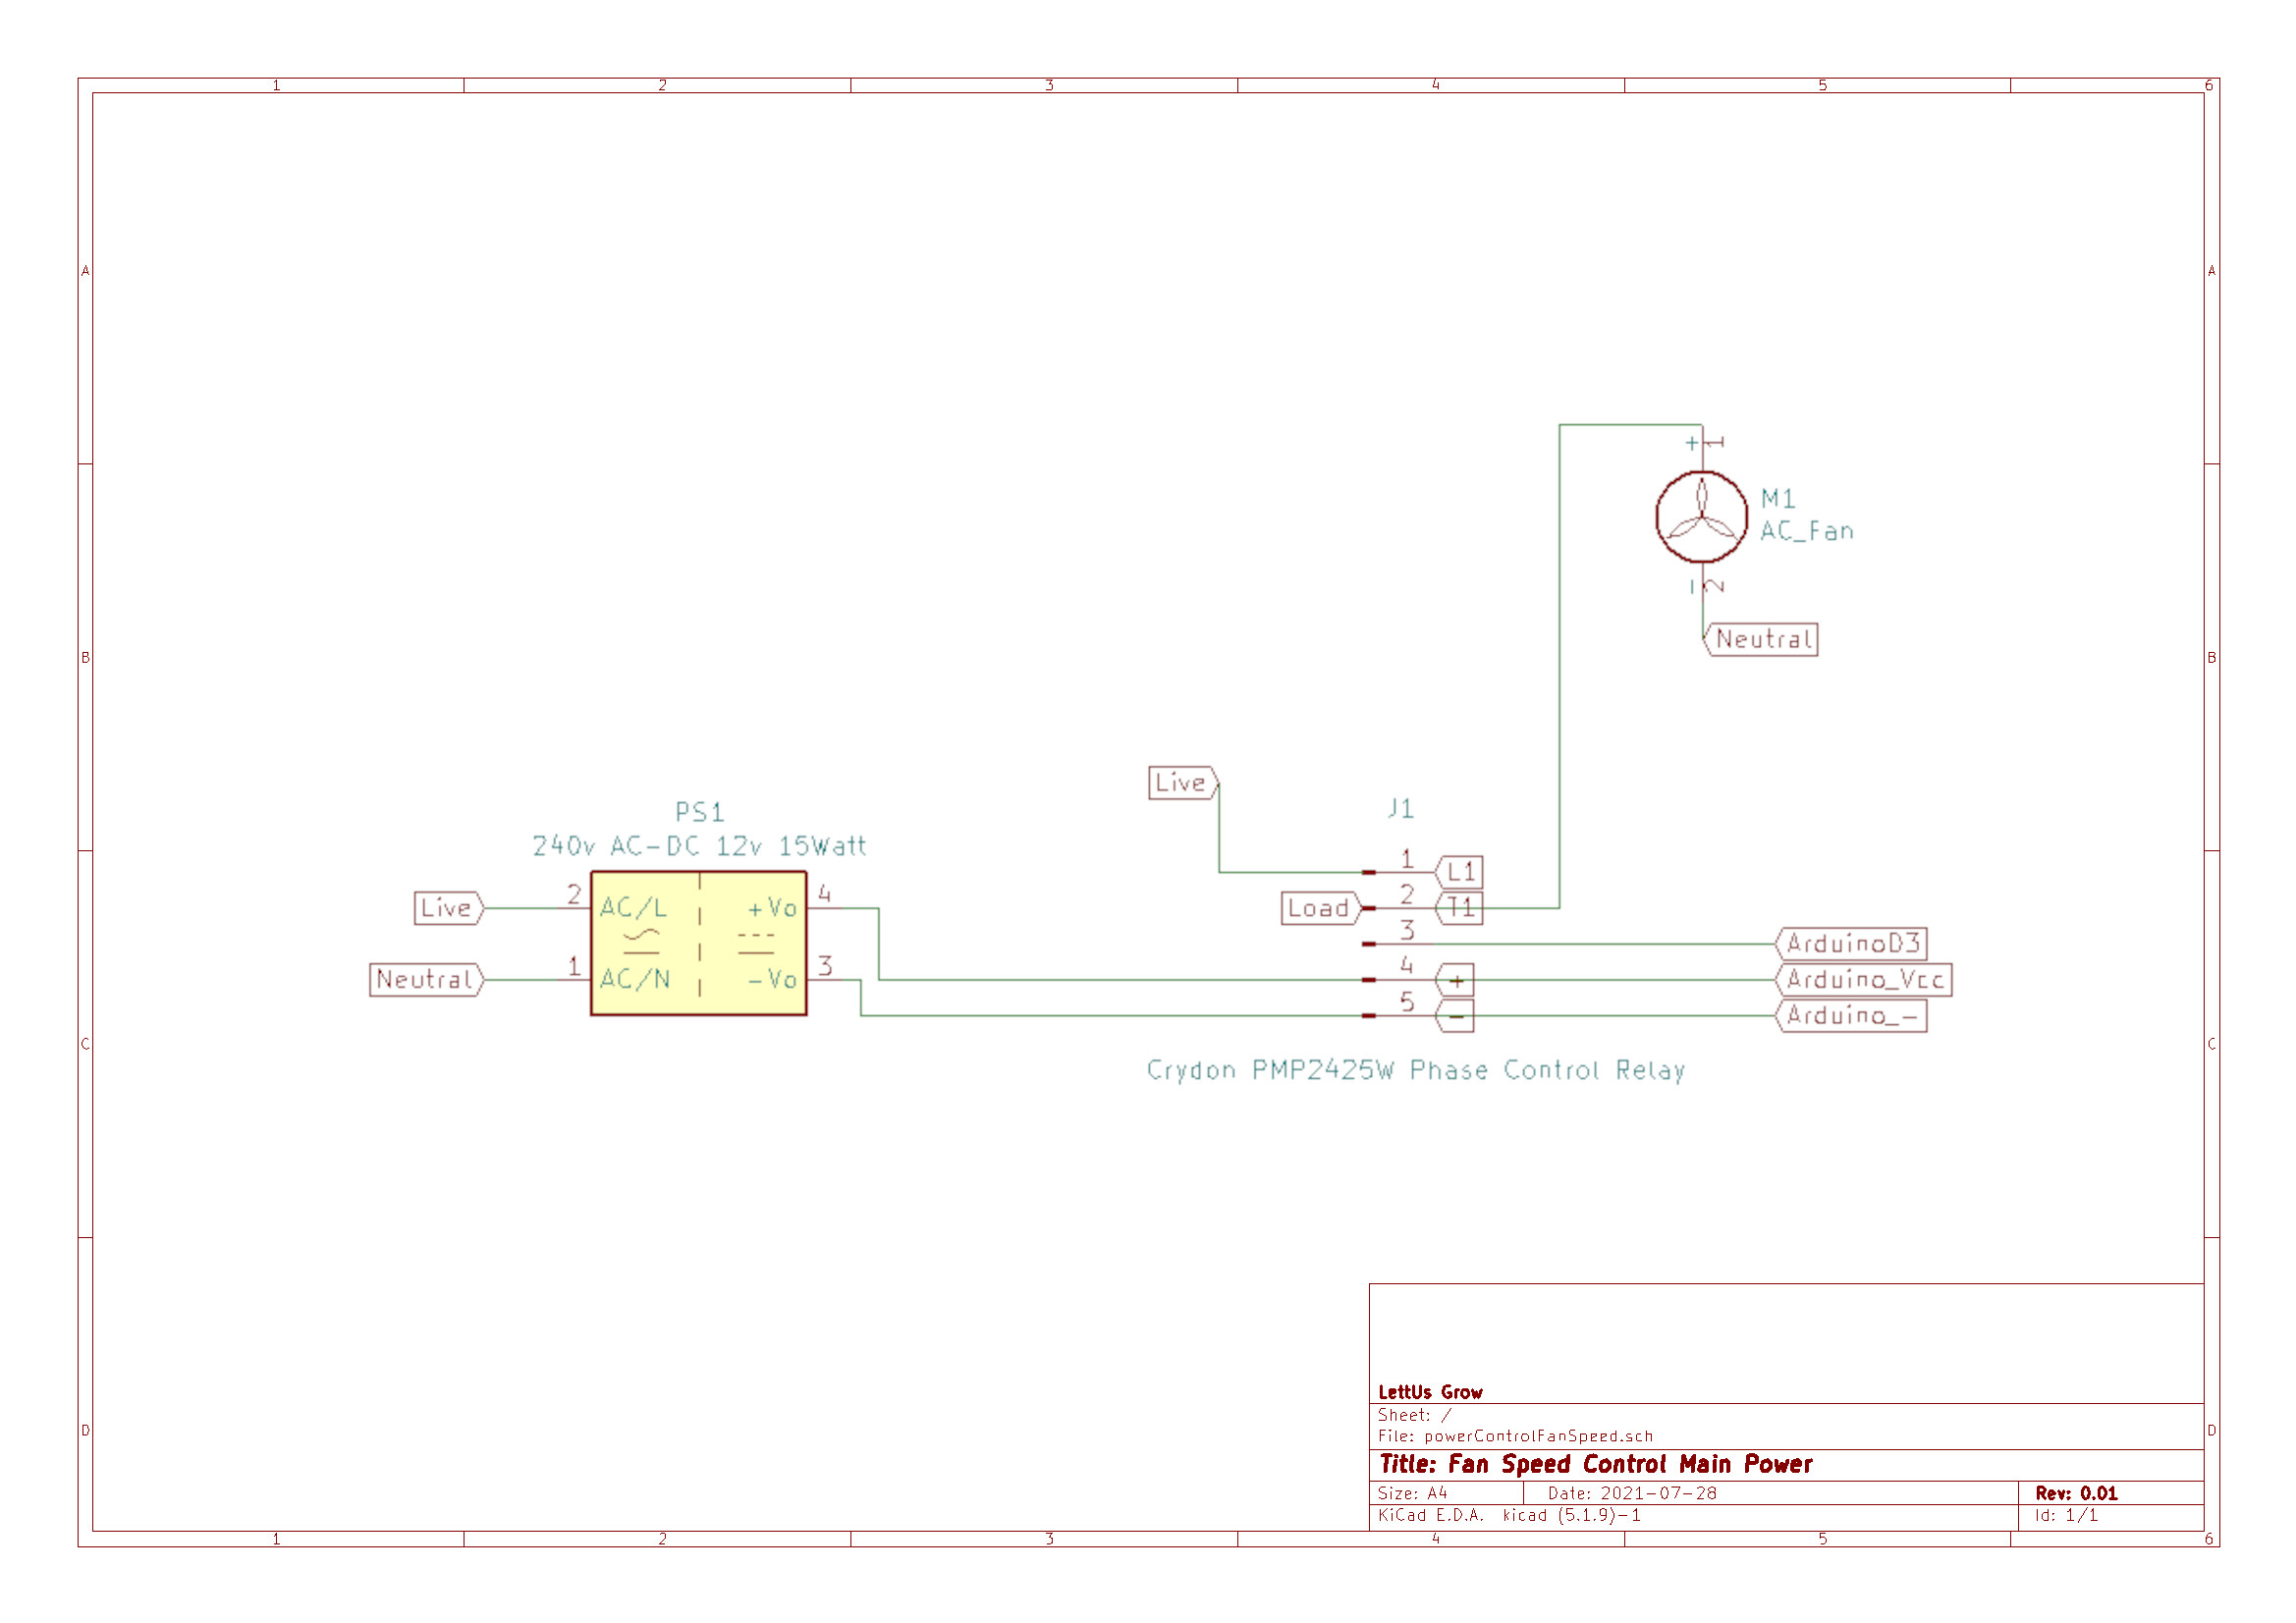 1 2 3 4 5 6
A A
+ 1
M1
AC_Fan
- 2
Neutral
B B
Live
J1
PS1
240v AC-DC 12v 15Watt
1 L1
Live 2 AC/L +Vo 4
Load 2 T1
3 ArduinoD3
Neutral 1 AC/N -Vo 3
4 + Arduino_Vcc
5 - Arduino_-
C C
Crydon PMP2425W Phase Control Relay
LettUs Grow
Sheet: /
File: powerControlFanSpeed.sch
D D
Title: Fan Speed Control Main Power
Size: A4 Date: 2021-07-28 Rev: 0.01
KiCad E.D.A. kicad (5.1.9)-1 Id: 1/1
1 2 3 4 5 6